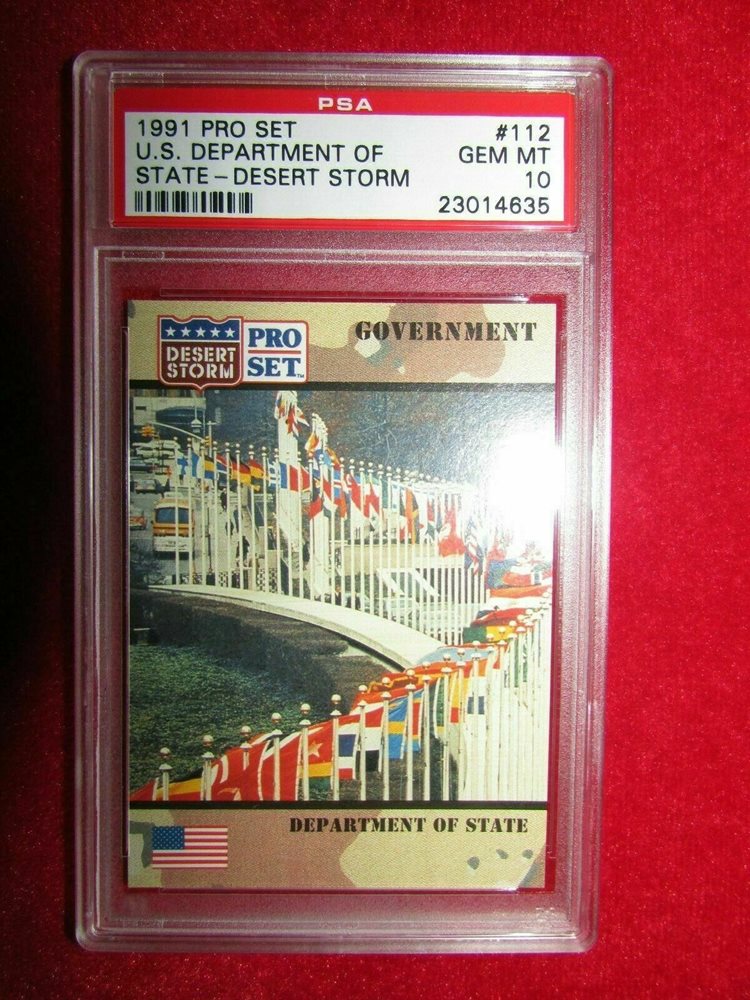 PSA
1991 PRO SET #112
U.S. DEPARTMENT OF GEM MT
STATE-DESERT STORM 10
23014635
DESERT STORM
PRO SET™
GOVERNMENT
DEPARTMENT OF STATE